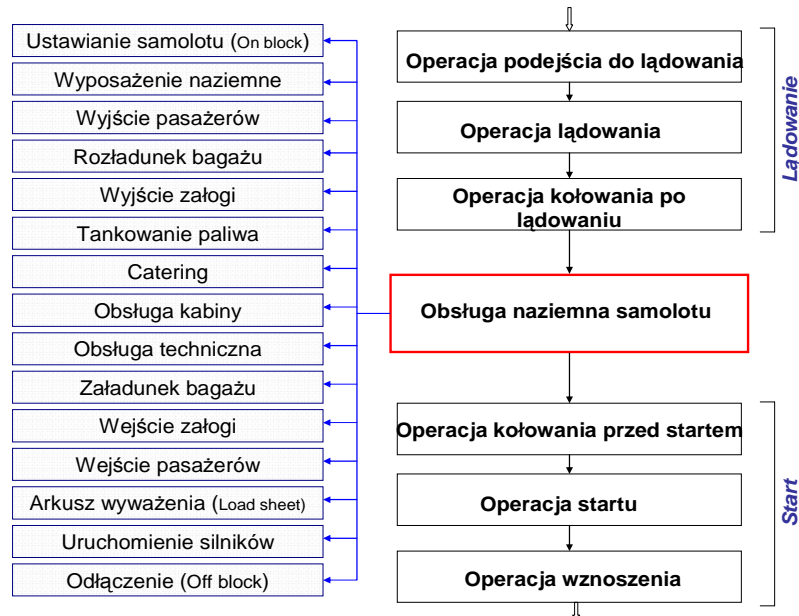 Ustawianie samolotu (On block)
Wyposażenie naziemne
Wyjście pasażerów
Rozładunek bagażu
Wyjście załogi
Tankowanie paliwa
Catering
Obsługa kabiny
Obsługa techniczna
Załadunek bagażu
Wejście załogi
Wejście pasażerów
Arkusz wyważenia (Load sheet)
Uruchomienie silników
Odłączenie (Off block)
Operacja podejścia do lądowania
Operacja lądowania
Operacja kołowania po
lądowaniu
Obsługa naziemna samolotu
Operacja kołowania przed startem
Operacja startu
Operacja wznoszenia
Lądowanie
Start